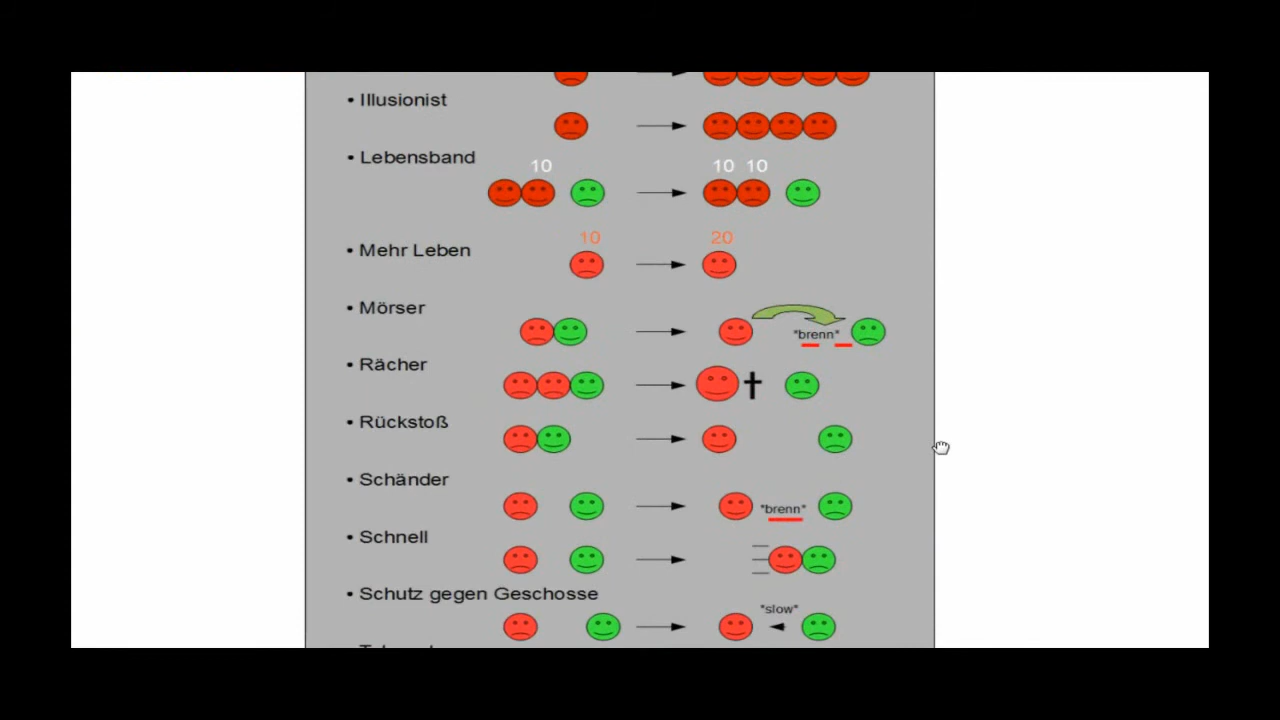 • Illusionist
• Lebensband
10
10 10
• Mehr Leben
10
20
• Mörser
*brenn*
• Rächer
• Rückstoß
• Schänder
*brenn*
• Schnell
• Schutz gegen Geschosse
*slow*